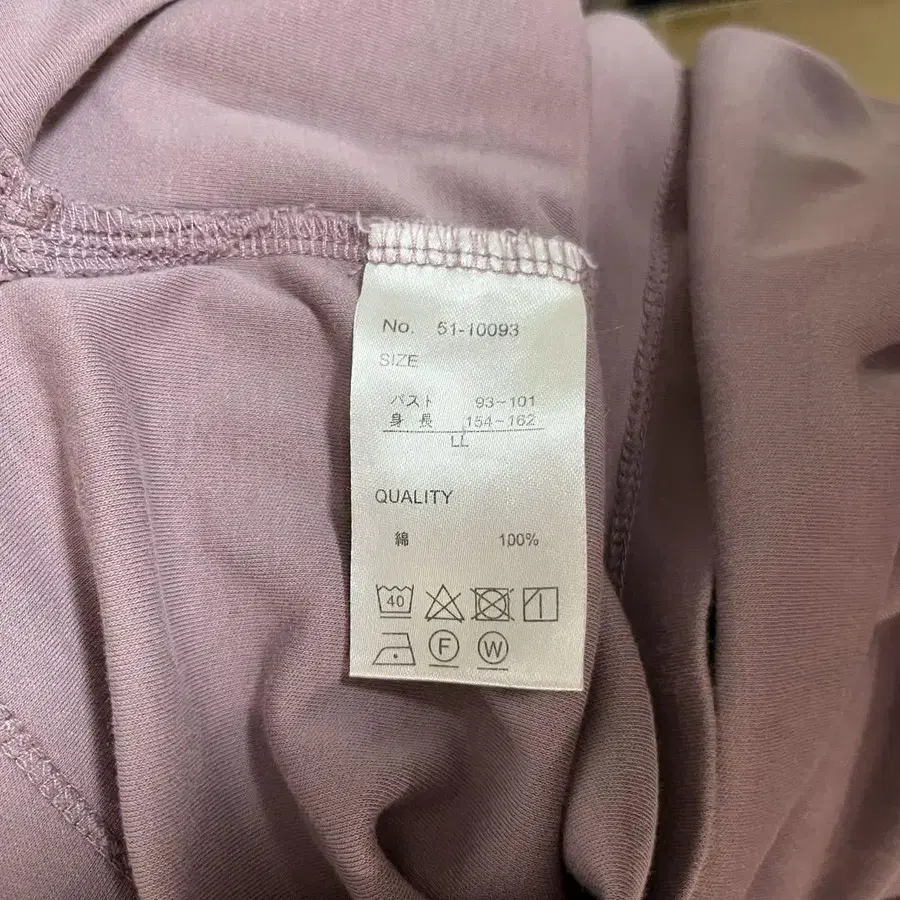 No. 51-10093
SIZE
バスト 93~101
身長 154~162
LL
QUALITY
綿 100%
40
F W